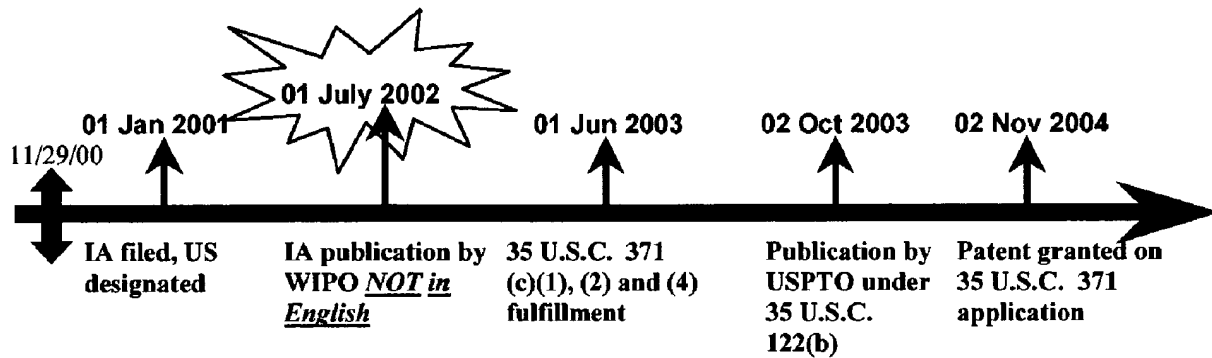 01 July 2002
01 Jan 2001
01 Jun 2003
02 Oct 2003
02 Nov 2004
11/29/00
IA filed, US
designated
IA publication by
WIPO NOT in
English
35 U.S.C. 371
(c)(1), (2) and (4)
fulfillment
Publication by
USPTO under
35 U.S.C.
122(b)
Patent granted on
35 U.S.C. 371
application